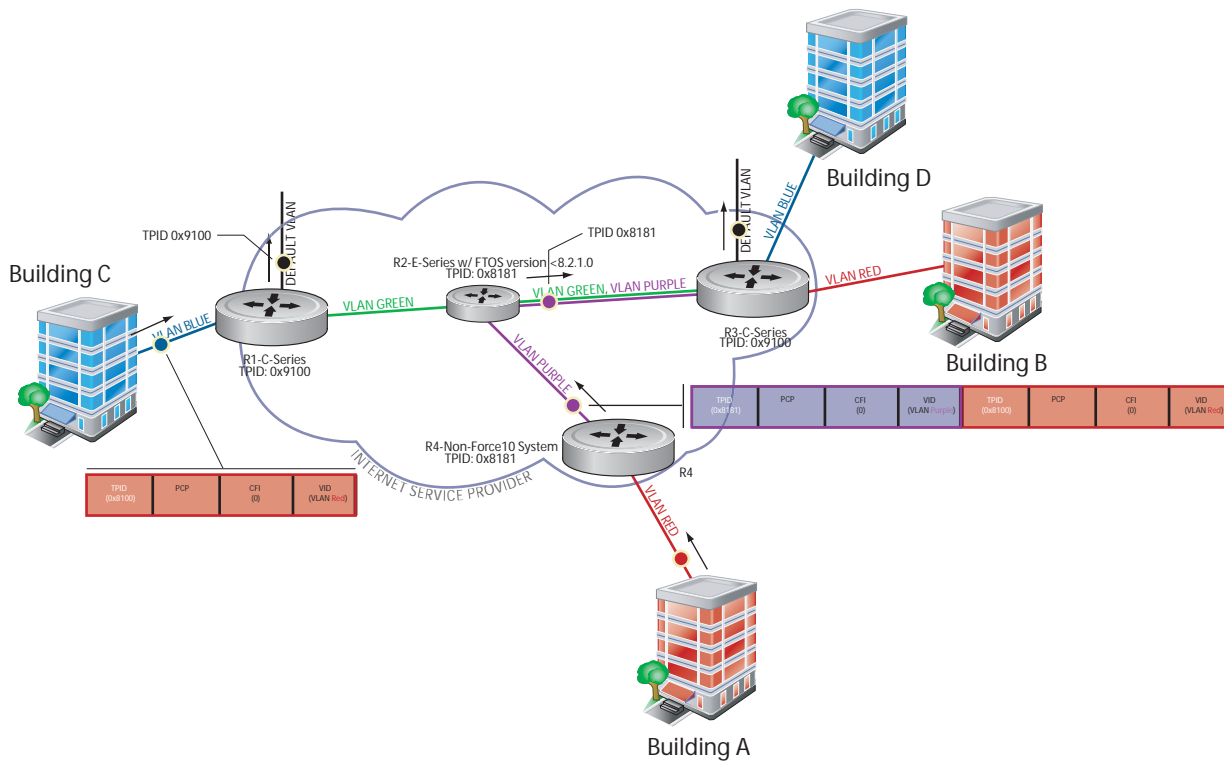 Building D
VLAN BLUE
DEFAULT VLAN
DEFAULT VLAN
TPID 0x9100
TPID 0x8181
Building B
VLAN RED
R2-E-Series w/ FTOS version <8.2.1.0
TPID: 0x8181
Building C
VLAN BLUE
VLAN GREEN
VLAN GREEN, VLAN PURPLE
R1-C-Series
TPID: 0x9100
R3-C-Series
TPID: 0x9100
VLAN PURPLE
TPID
(0x8181)
PCP
CFI
(0)
VID
(VLAN Purple)
TPID
(0x8100)
PCP
CFI
(0)
VID
(VLAN Red)
R4-Non-Force10 System
TPID: 0x8181
R4
INTERNET SERVICE PROVIDER
TPID
(0x8100)
PCP
CFI
(0)
VID
(VLAN Red)
VLAN RED
Building A